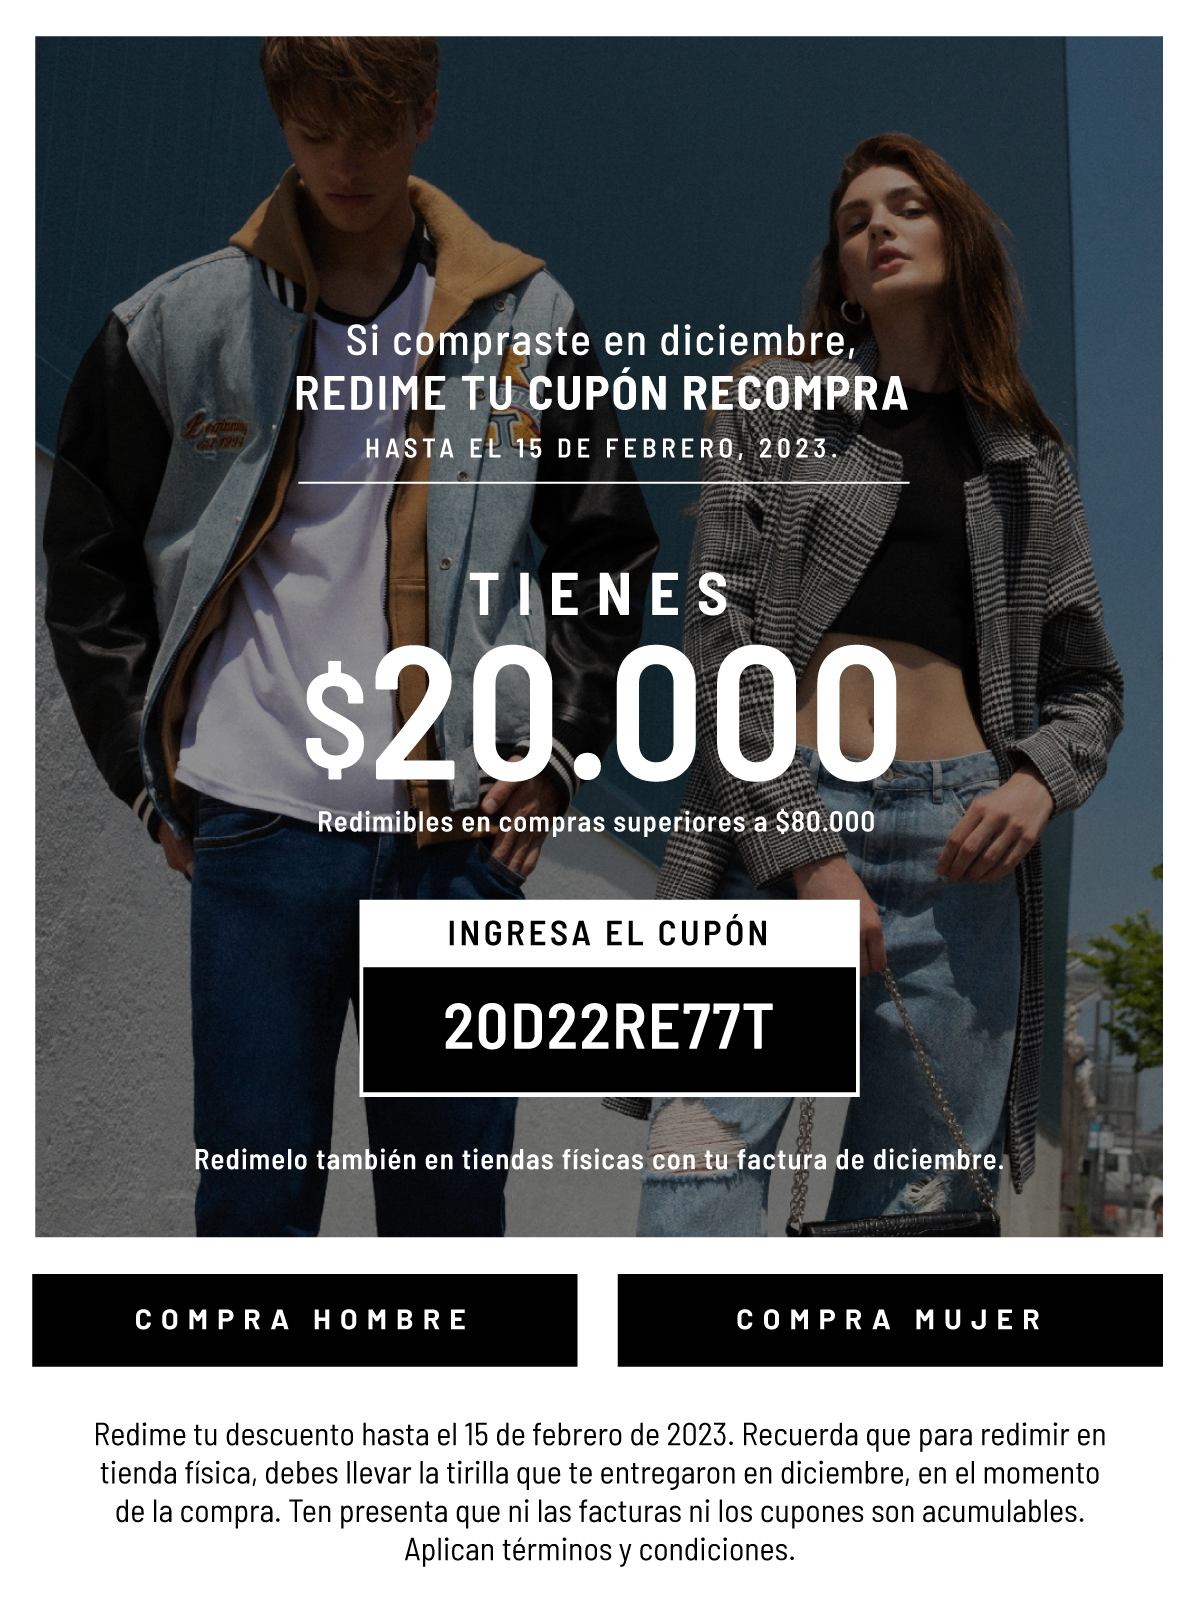 Si compraste en diciembre,
REDIME TU CUPÓN RECOMPRA
HASTA EL 15 DE FEBRERO, 2023.
TIENES
$20.000
Redimibles en compras superiores a $80.000
INGRESA EL CUPÓN
20D22RE77T
Redimelo también en tiendas físicas con tu factura de diciembre.
COMPRA HOMBRE
COMPRA MUJER
Redime tu descuento hasta el 15 de febrero de 2023. Recuerda que para redimir en
tienda física, debes llevar la tirilla que te entregaron en diciembre, en el momento
de la compra. Ten presenta que ni las facturas ni los cupones son acumulables.
Aplican términos y condiciones.